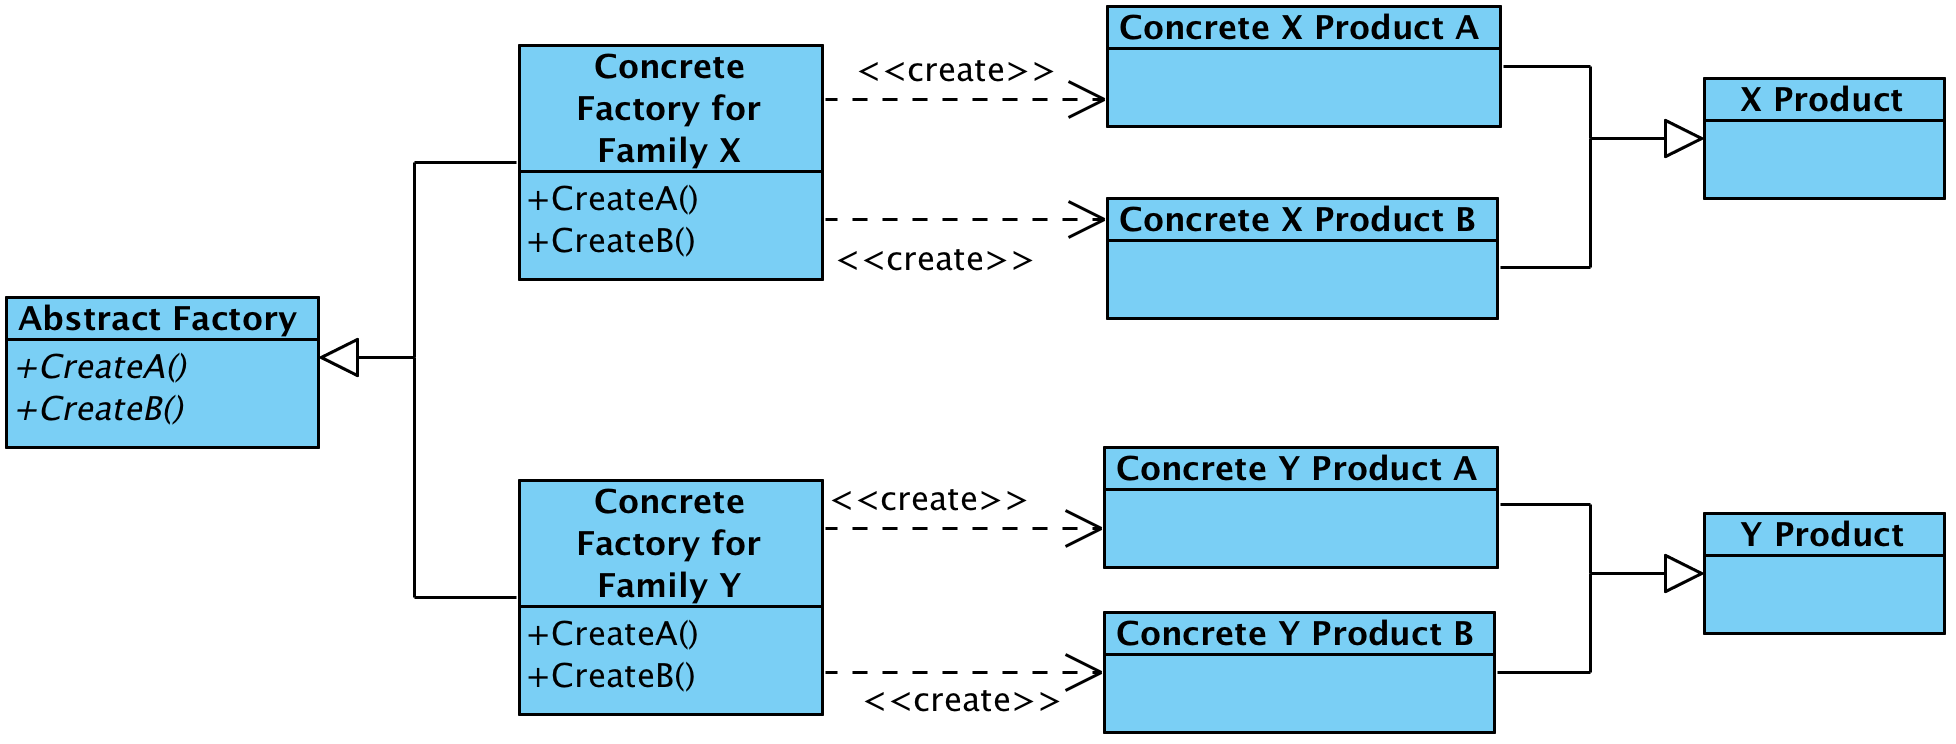 Concrete X Product A
Concrete
Factory for
Family X
<<create>>
X Product
+CreateA()
+CreateB()
Concrete X Product B
<<create>>
Abstract Factory
+CreateA()
+CreateB()
Concrete
Factory for
Family Y
<<create>>
Concrete Y Product A
Y Product
+CreateA()
+CreateB()
Concrete Y Product B
<<create>>